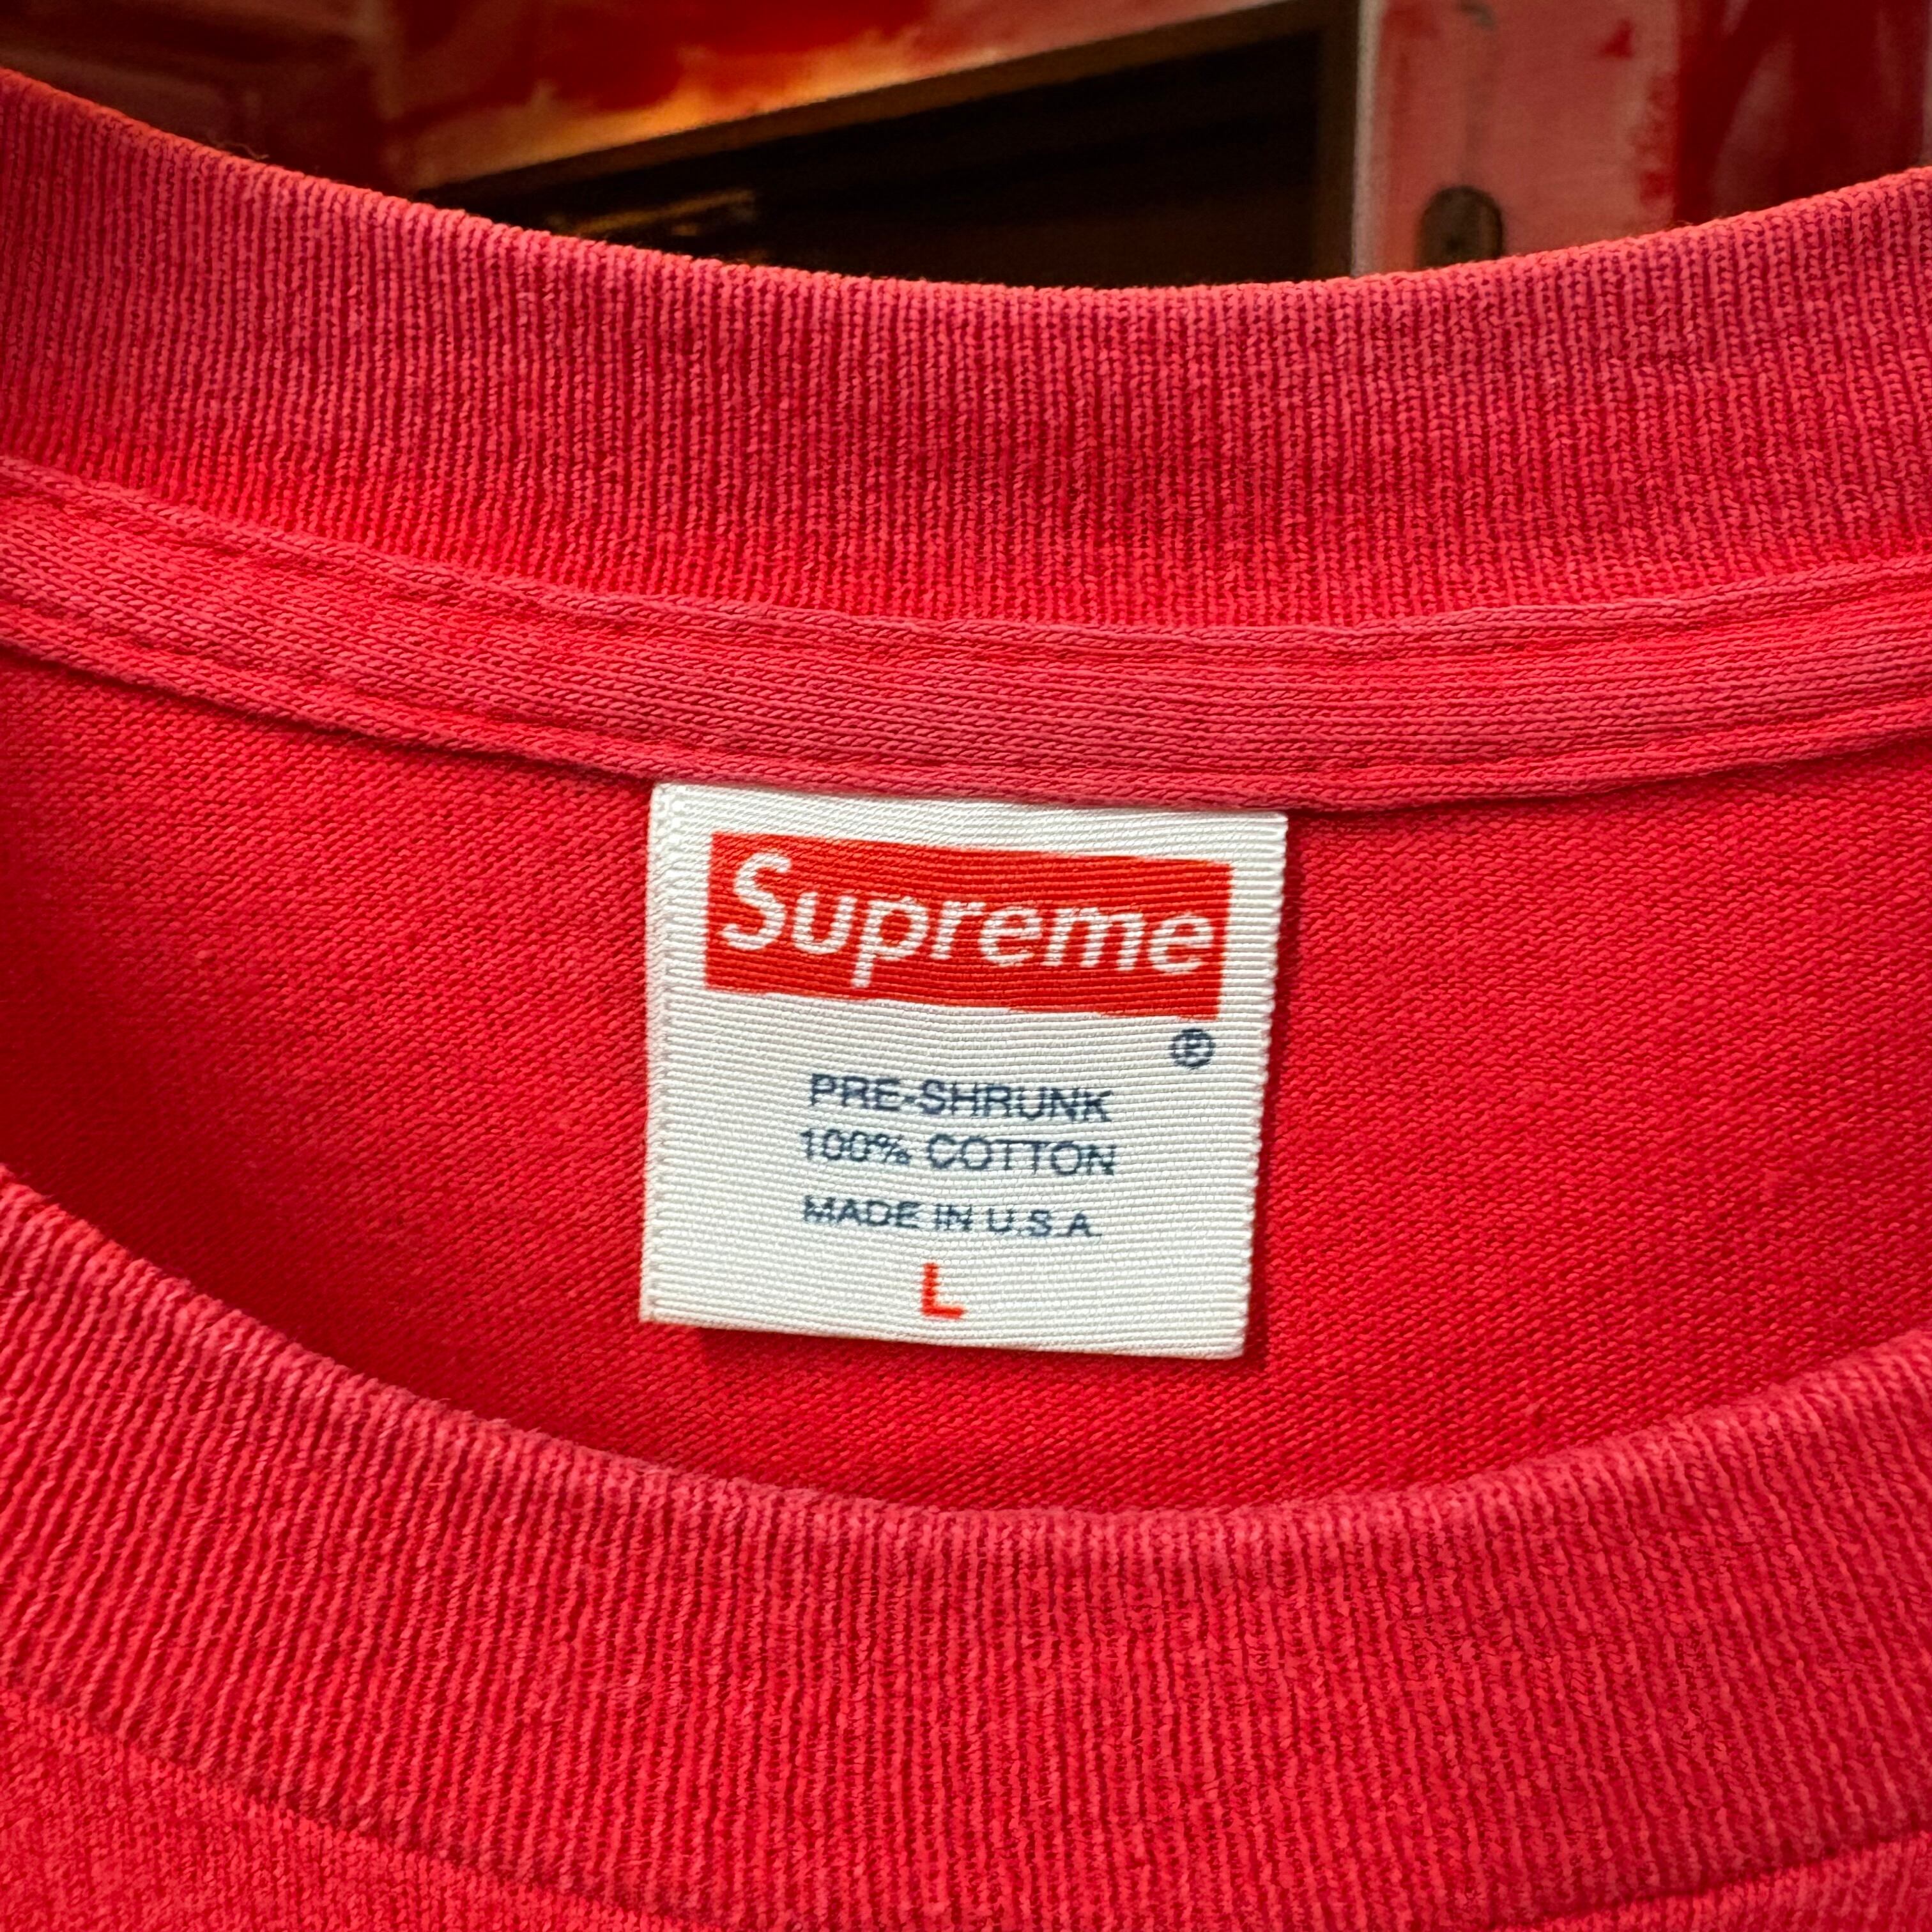 Supreme
®
PRE-SHRUNK
100% COTTON
MADE IN U.S.A.
L